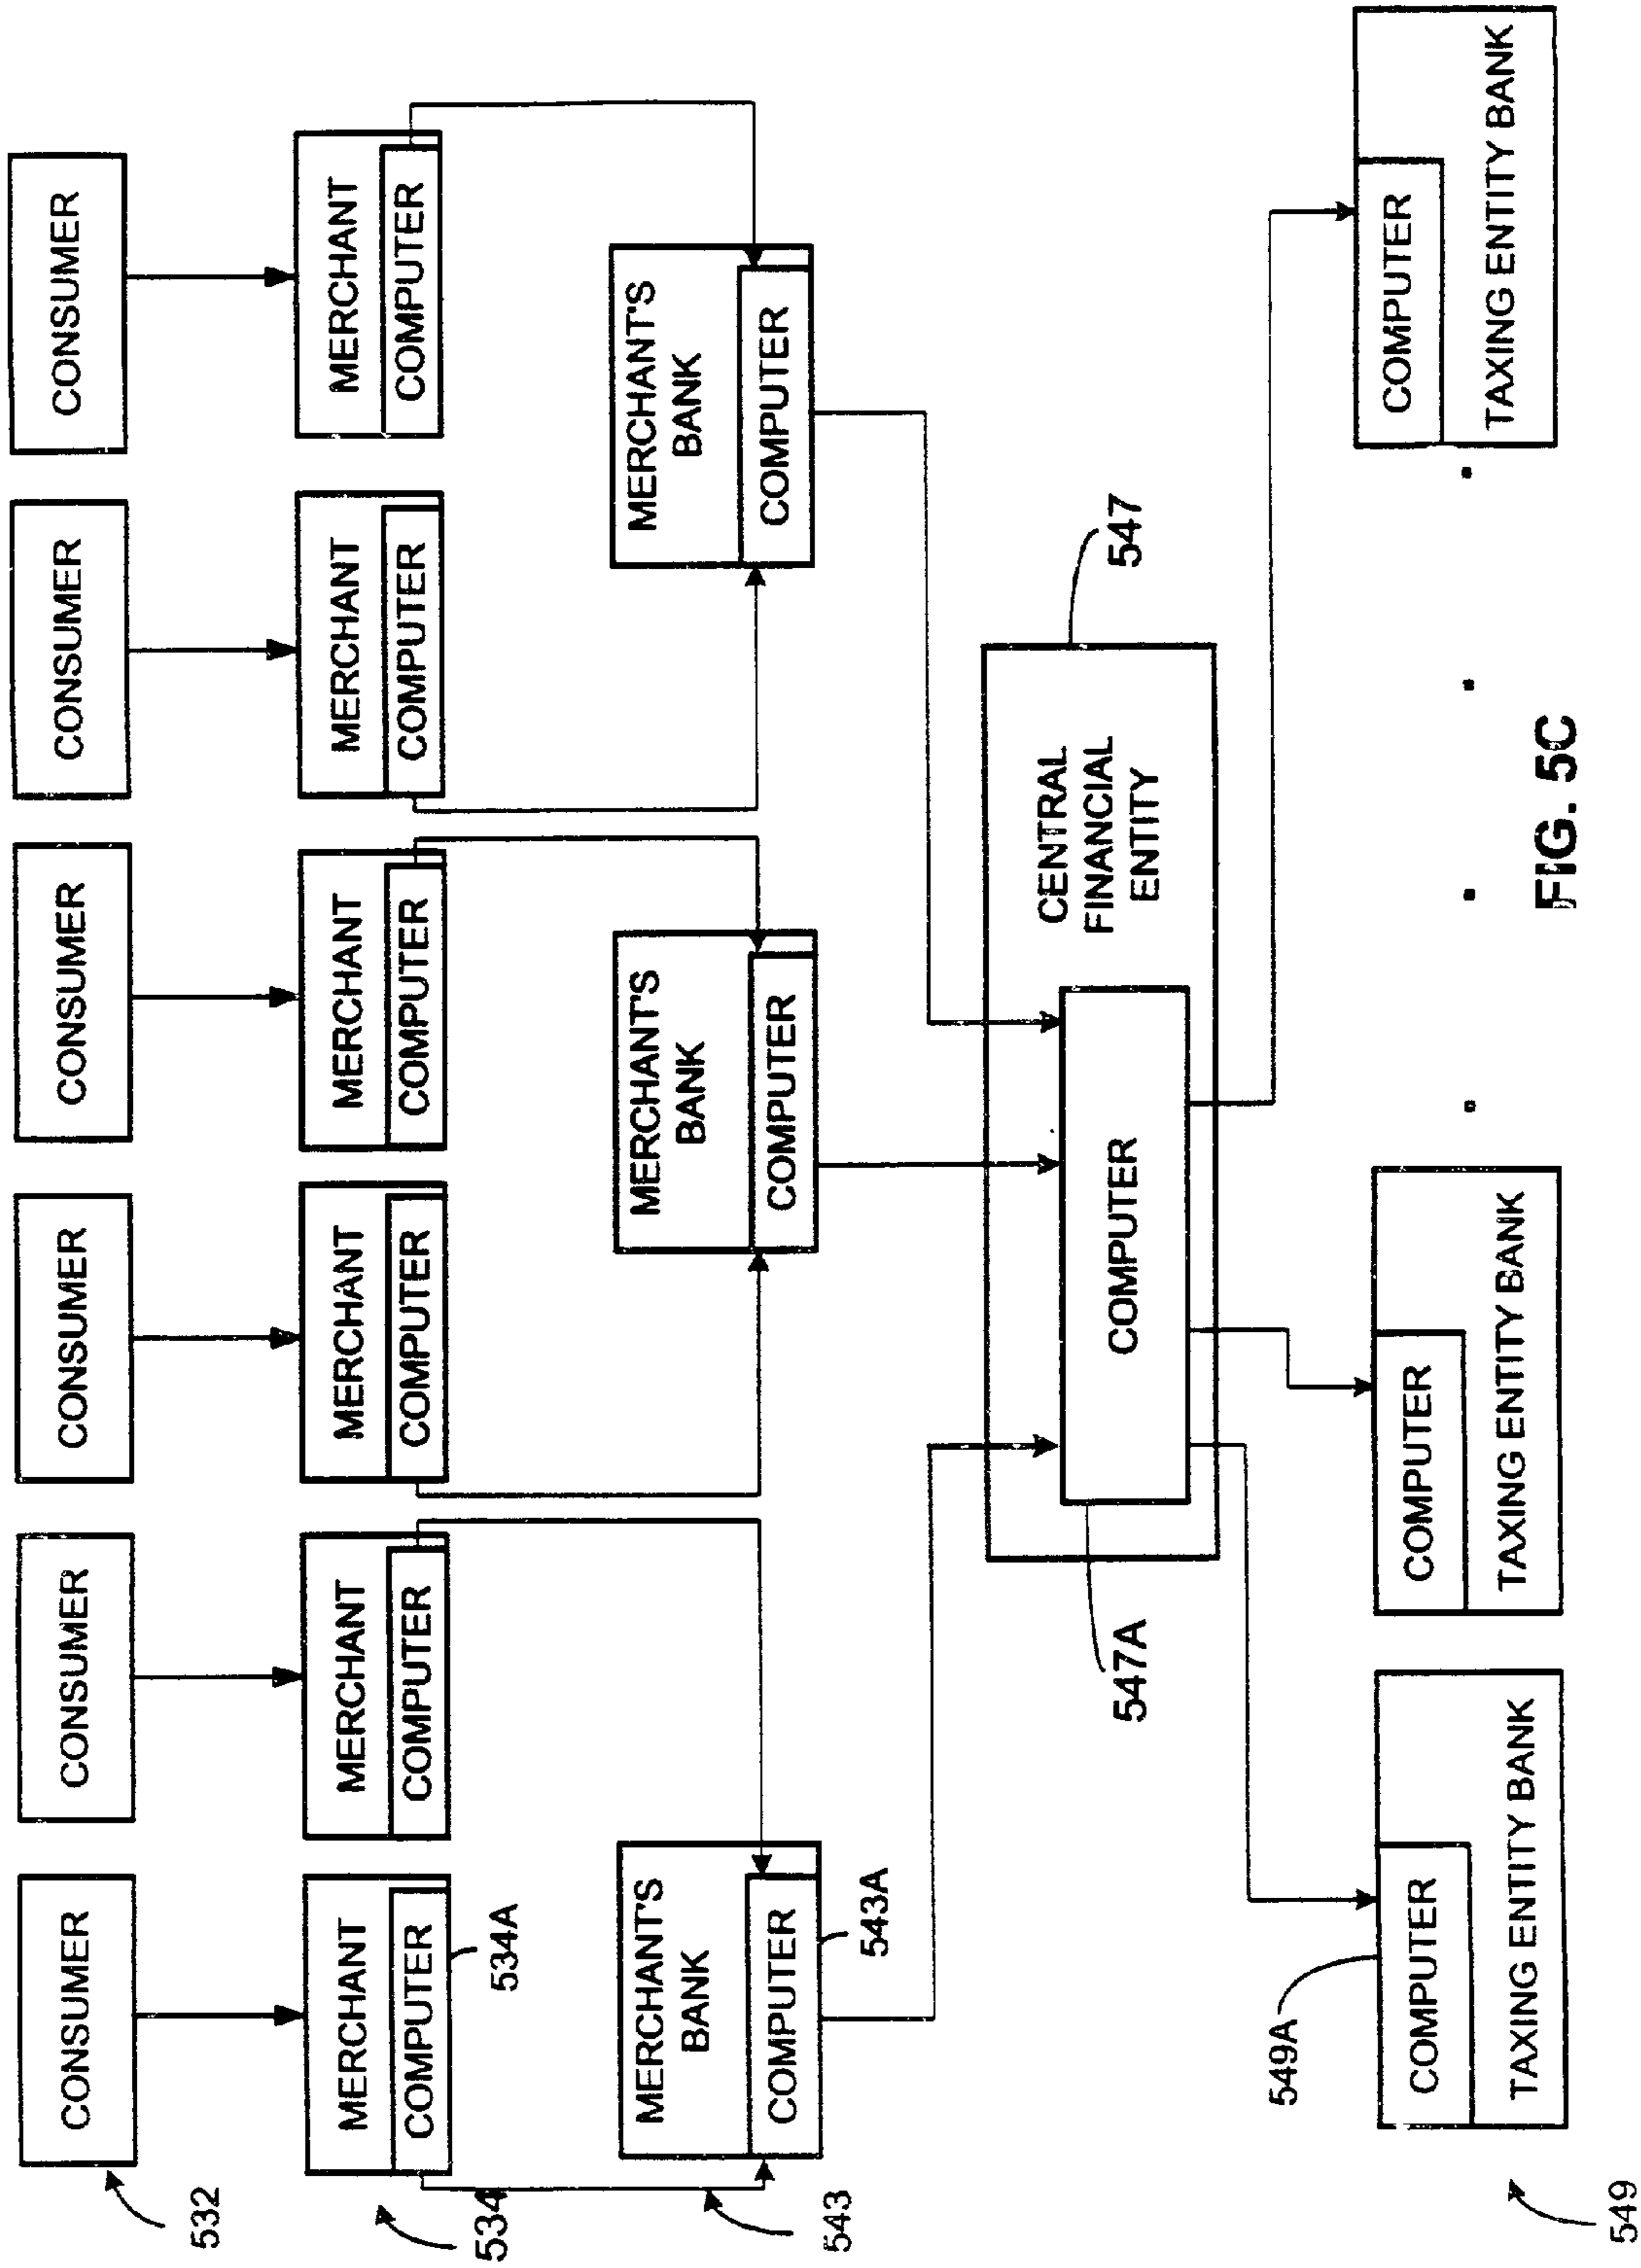 CONSUMER
CONSUMER
CONSUMER
CONSUMER
CONSUMER
CONSUMER
532
MERCHANT
COMPUTER
MERCHANT
COMPUTER
MERCHANT
COMPUTER
MERCHANT
COMPUTER
MERCHANT
COMPUTER
MERCHANT
COMPUTER
534
534A
MERCHANT'S
BANK
COMPUTER
MERCHANT'S
BANK
COMPUTER
MERCHANT'S
BANK
COMPUTER
543
543A
CENTRAL
FINANCIAL
ENTITY
COMPUTER
547
547A
549A
COMPUTER
TAXING ENTITY BANK
COMPUTER
TAXING ENTITY BANK
COMPUTER
TAXING ENTITY BANK
549
FIG. 5C